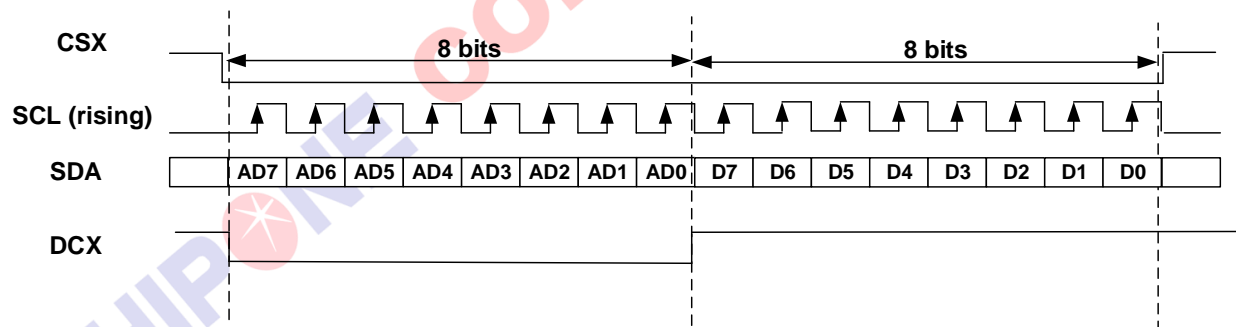 CSX
8 bits
8 bits
SCL (rising)
SDA
AD7 AD6 AD5 AD4 AD3 AD2 AD1 AD0 D7 D6 D5 D4 D3 D2 D1 D0
DCX